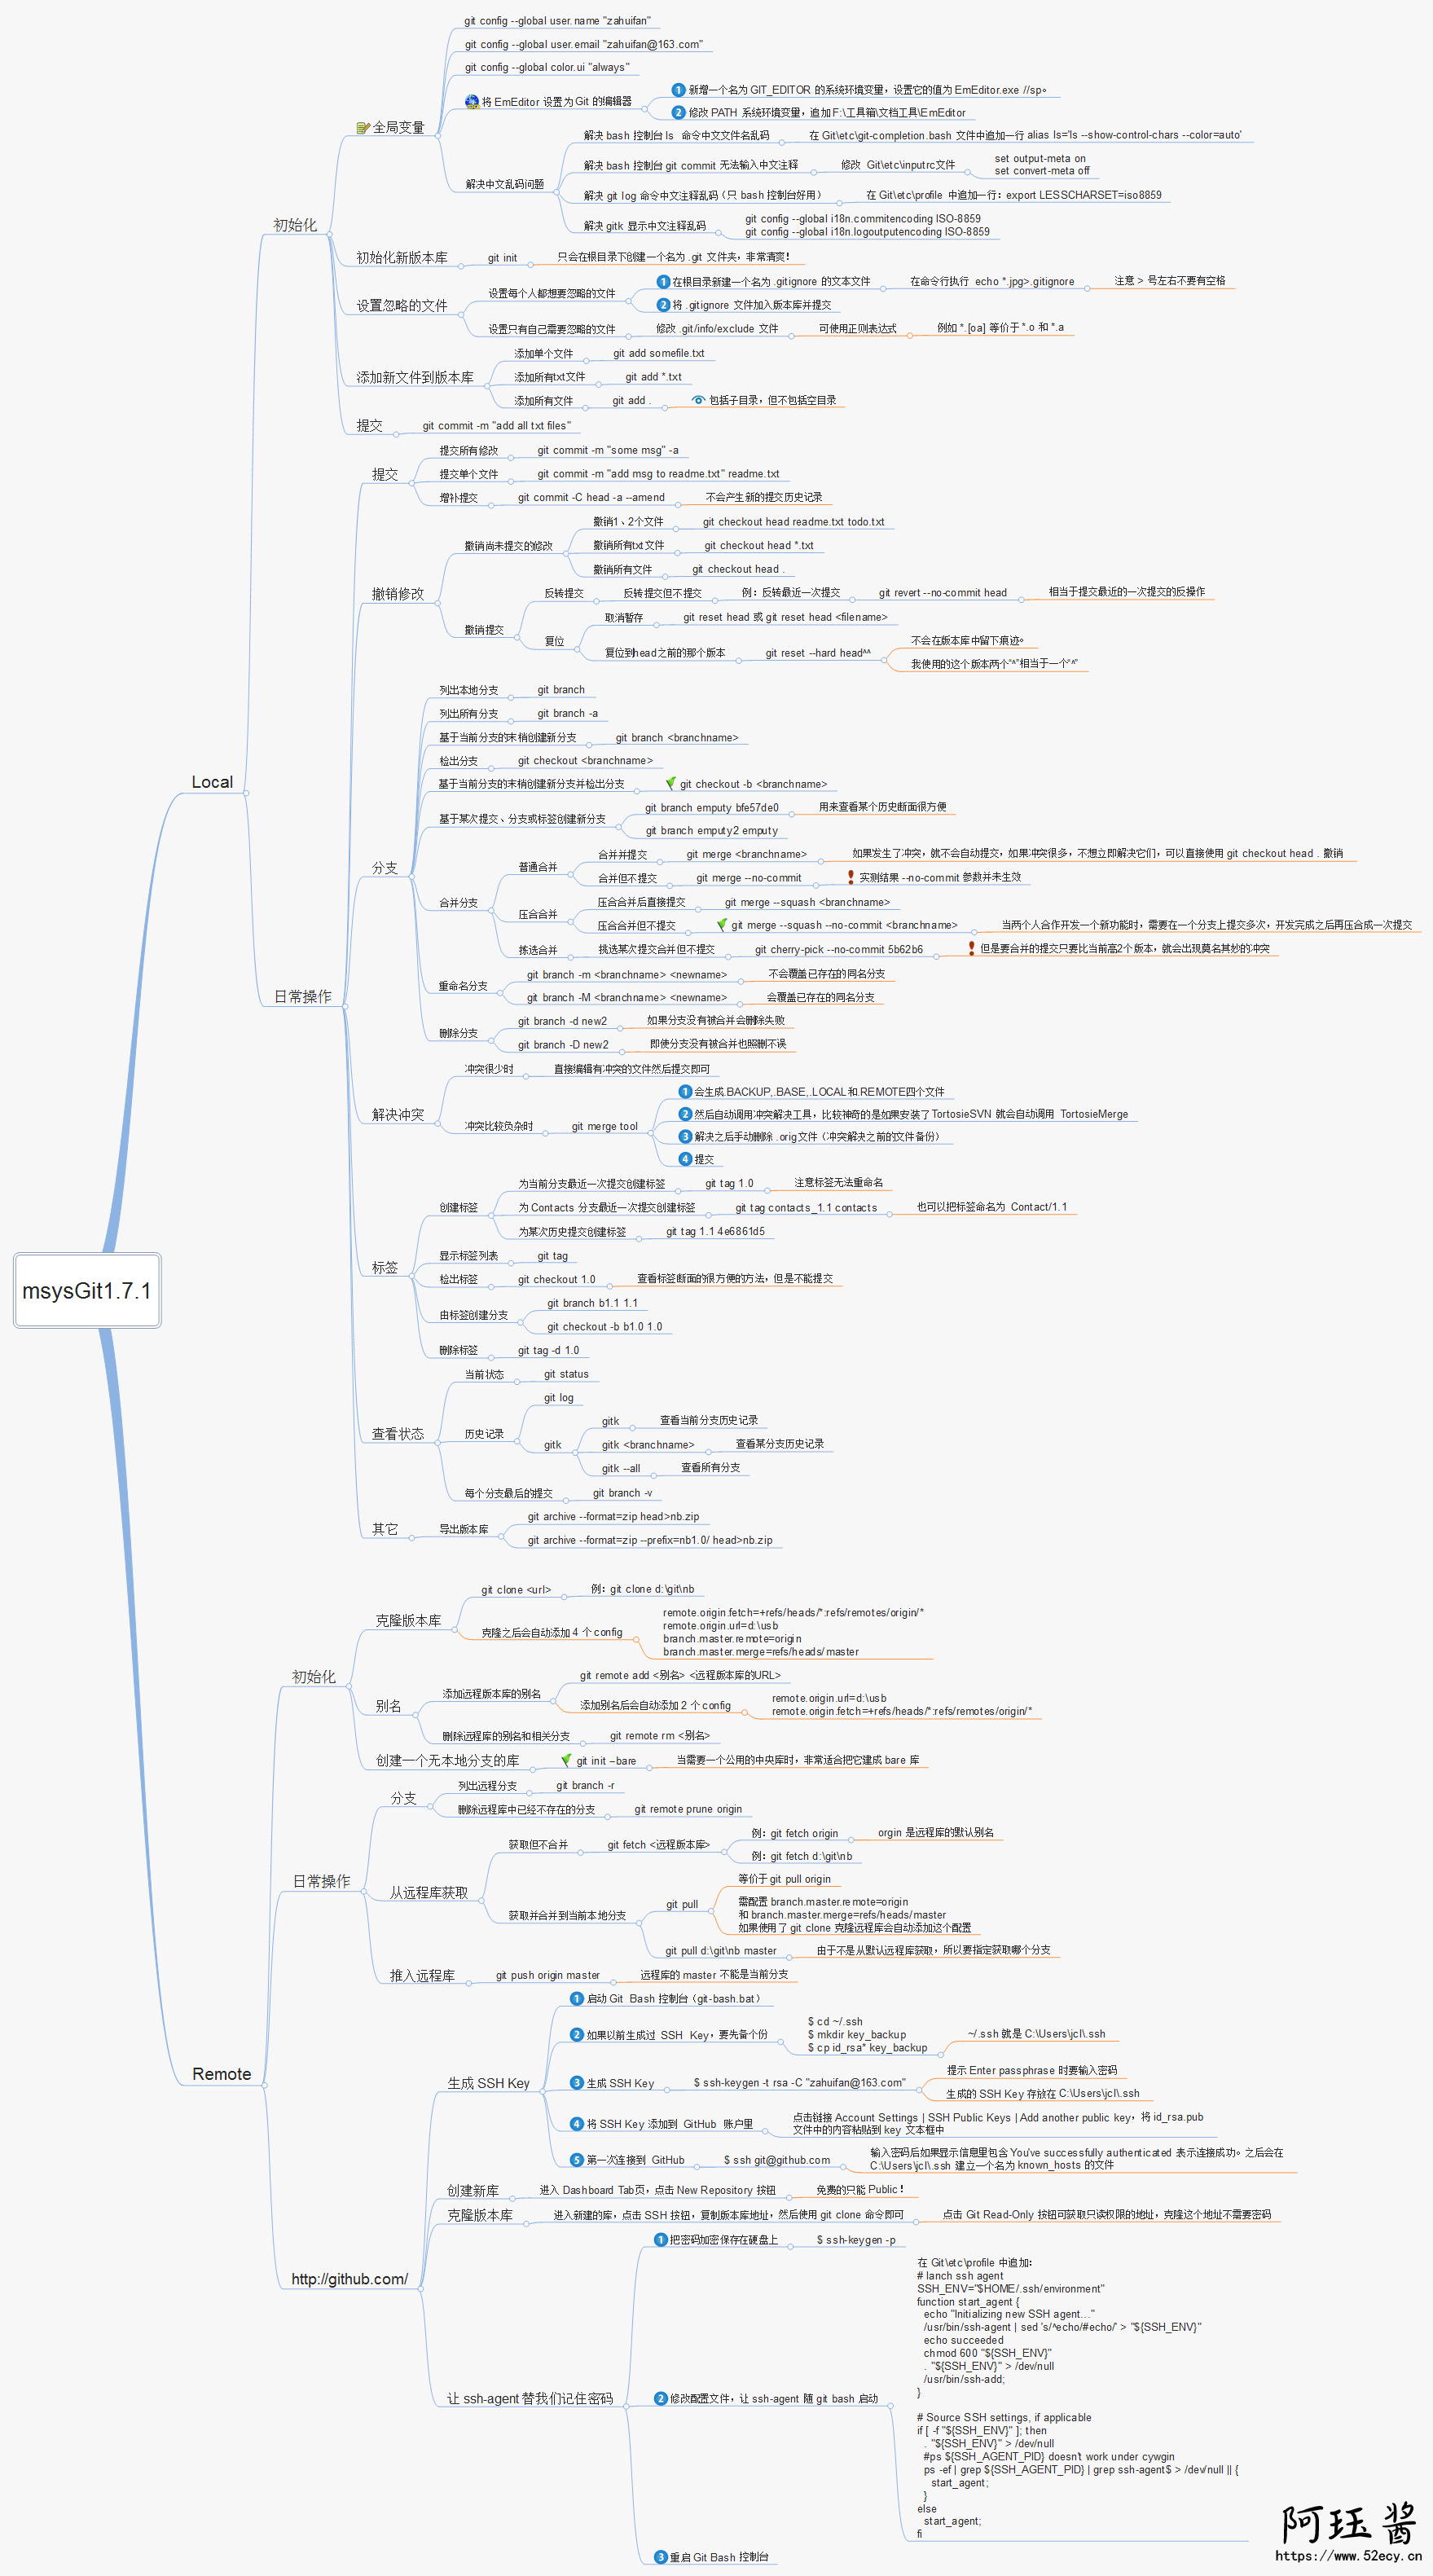 msysGit1.7.1
Local
初始化
全局变量
git config --global user.name "zahuifan"
git config --global user.email "zahuifan@163.com"
git config --global color.ui "always"
将 EmEditor 设置为 Git 的编辑器
1 新增一个名为 GIT_EDITOR 的系统环境变量，设置它的值为 EmEditor.exe //sp。
2 修改 PATH 系统环境变量，追加 F:\工具箱\文档工具\EmEditor
解决中文乱码问题
解决 bash 控制台 ls 命令中文文件名乱码
在 Git\etc\git-completion.bash 文件中追加一行 alias ls='ls --show-control-chars --color=auto'
解决 bash 控制台 git commit 无法输入中文注释
修改 Git\etc\inputrc文件
set output-meta on
set convert-meta off
解决 git log 命令中文注释乱码（只 bash 控制台好用）
在 Git\etc\profile 中追加一行：export LESSCHARSET=iso8859
解决 gitk 显示中文注释乱码
git config --global i18n.commitencoding ISO-8859
git config --global i18n.logoutputencoding ISO-8859
初始化新版本库
git init
只会在根目录下创建一个名为 .git 文件夹，非常清爽！
设置忽略的文件
设置每个人都想要忽略的文件
1 在根目录新建一个名为 .gitignore 的文本文件
在命令行执行 echo *.jpg>.gitignore
注意 > 号左右不要有空格
2 将 .gitignore 文件加入版本库并提交
设置只有自己需要忽略的文件
修改 .git/info/exclude 文件
可使用正则表达式
例如 *.[oa] 等价于 *.o 和 *.a
添加新文件到版本库
添加单个文件
git add somefile.txt
添加所有txt文件
git add *.txt
添加所有文件
git add .
包括子目录，但不包括空目录
提交
git commit -m "add all txt files"
日常操作
提交
提交所有修改
git commit -m "some msg" -a
提交单个文件
git commit -m "add msg to readme.txt" readme.txt
增补提交
git commit -C head -a --amend
不会产生新的提交历史记录
撤销修改
撤销尚未提交的修改
撤销1、2个文件
git checkout head readme.txt todo.txt
撤销所有txt文件
git checkout head *.txt
撤销所有文件
git checkout head .
撤销提交
反转提交
反转提交但不提交
例：反转最近一次提交
git revert --no-commit head
相当于提交最近的一次提交的反操作
复位
取消暂存
git reset head 或 git reset head <filename>
复位到head之前的那个版本
git reset --hard head^^
不会在版本库中留下痕迹。
我使用的这个版本两个"^"相当于一个"^"
分支
列出本地分支
git branch
列出所有分支
git branch -a
基于当前分支的末梢创建新分支
git branch <branchname>
检出分支
git checkout <branchname>
基于当前分支的末梢创建新分支并检出分支
git checkout -b <branchname>
基于某次提交、分支或标签创建新分支
git branch emputy bfe57de0
用来查看某个历史断面很方便
git branch emputy2 emputy
合并分支
普通合并
合并并提交
git merge <branchname>
如果发生了冲突，就不会自动提交，如果冲突很多，不想立即解决它们，可以直接使用 git checkout head . 撤销
合并但不提交
git merge --no-commit
实测结果 --no-commit 参数并未生效
压合合并
压合合并后直接提交
git merge --squash <branchname>
压合合并但不提交
git merge --squash --no-commit <branchname>
当两个人合作开发一个新功能时，需要在一个分支上提交多次，开发完成之后再压合成一次提交
拣选合并
挑选某次提交合并但不提交
git cherry-pick --no-commit 5b62b6
但是要合并的提交只要比当前高2个版本，就会出现莫名其妙的冲突
重命名分支
git branch -m <branchname> <newname>
不会覆盖已存在的同名分支
git branch -M <branchname> <newname>
会覆盖已存在的同名分支
删除分支
git branch -d new2
如果分支没有被合并会删除失败
git branch -D new2
即使分支没有被合并也照删不误
解决冲突
冲突很少时
直接编辑有冲突的文件然后提交即可
冲突比较负杂时
git merge tool
1 会生成.BACKUP,.BASE,.LOCAL和.REMOTE四个文件
2 然后自动调用冲突解决工具，比较神奇的是如果安装了TortosieSVN 就会自动调用 TortosieMerge
3 解决之后手动删除 .orig文件（冲突解决之前的文件备份）
4 提交
标签
创建标签
为当前分支最近一次提交创建标签
git tag 1.0
注意标签无法重命名
为 Contacts 分支最近一次提交创建标签
git tag contacts_1.1 contacts
也可以把标签命名为 Contact/1.1
为某次历史提交创建标签
git tag 1.1 4e6861d5
显示标签列表
git tag
检出标签
git checkout 1.0
查看标签断面的很方便的方法，但是不能提交
由标签创建分支
git branch b1.1 1.1
git checkout -b b1.0 1.0
删除标签
git tag -d 1.0
查看状态
当前状态
git status
历史记录
git log
gitk
gitk
查看当前分支历史记录
gitk <branchname>
查看某分支历史记录
gitk --all
查看所有分支
每个分支最后的提交
git branch -v
其它
导出版本库
git archive --format=zip head>nb.zip
git archive --format=zip --prefix=nb1.0/ head>nb.zip
Remote
初始化
克隆版本库
git clone <url>
例：git clone d:\git\nb
克隆之后会自动添加 4 个 config
remote.origin.fetch=+refs/heads/*:refs/remotes/origin/*
remote.origin.url=d:\usb
branch.master.remote=origin
branch.master.merge=refs/heads/master
别名
添加远程版本库的别名
git remote add <别名> <远程版本库的URL>
添加别名后会自动添加 2 个 config
remote.origin.url=d:\usb
remote.origin.fetch=+refs/heads/*:refs/remotes/origin/*
删除远程库的别名和相关分支
git remote rm <别名>
创建一个无本地分支的库
git init –bare
当需要一个公用的中央库时，非常适合把它建成 bare 库
日常操作
分支
列出远程分支
git branch -r
删除远程库中已经不存在的分支
git remote prune origin
从远程库获取
获取但不合并
git fetch <远程版本库>
例：git fetch origin
orgin 是远程库的默认别名
例：git fetch d:\git\nb
获取并合并到当前本地分支
git pull
等价于 git pull origin
需配置 branch.master.remote=origin
和 branch.master.merge=refs/heads/master
如果使用了 git clone 克隆远程库会自动添加这个配置
git pull d:\git\nb master
由于不是从默认远程库获取，所以要指定获取哪个分支
推入远程库
git push origin master
远程库的 master 不能是当前分支
http://github.com/
生成 SSH Key
1 启动 Git Bash 控制台（git-bash.bat）
2 如果以前生成过 SSH Key，要先备个份
$ cd ~/.ssh
$ mkdir key_backup
$ cp id_rsa* key_backup
~/.ssh 就是 C:\Users\jcl\.ssh
3 生成 SSH Key
$ ssh-keygen -t rsa -C "zahuifan@163.com"
提示 Enter passphrase 时要输入密码
生成的 SSH Key 存放在 C:\Users\jcl\.ssh
4 将 SSH Key 添加到 GitHub 账户里
点击链接 Account Settings | SSH Public Keys | Add another public key，将 id_rsa.pub
文件中的内容粘贴到 key 文本框中
5 第一次连接到 GitHub
$ ssh git@github.com
输入密码后如果显示信息里包含 You've successfully authenticated 表示连接成功。之后会在
C:\Users\jcl\.ssh 建立一个名为 known_hosts 的文件
创建新库
进入 Dashboard Tab页，点击 New Repository 按钮
免费的只能 Public！
克隆版本库
进入新建的库，点击 SSH 按钮，复制版本库地址，然后使用 git clone 命令即可
点击 Git Read-Only 按钮可获取只读权限的地址，克隆这个地址不需要密码
让 ssh-agent 替我们记住密码
1 把密码加密保存在硬盘上
$ ssh-keygen -p
2 修改配置文件，让 ssh-agent 随 git bash 启动
在 Git\etc\profile 中追加：
# lanch ssh agent
SSH_ENV="$HOME/.ssh/environment"
function start_agent {
echo "Initializing new SSH agent..."
/usr/bin/ssh-agent | sed 's/^echo/#echo/' > "${SSH_ENV}"
echo succeeded
chmod 600 "${SSH_ENV}"
. "${SSH_ENV}" > /dev/null
/usr/bin/ssh-add;
}
# Source SSH settings, if applicable
if [ -f "${SSH_ENV}" ]; then
. "${SSH_ENV}" > /dev/null
#ps ${SSH_AGENT_PID} doesn't work under cywgin
ps -ef | grep ${SSH_AGENT_PID} | grep ssh-agent$ > /dev/null || {
start_agent;
}
else
start_agent;
fi
3 重启 Git Bash 控制台
阿珏酱
https://www.52ecy.cn